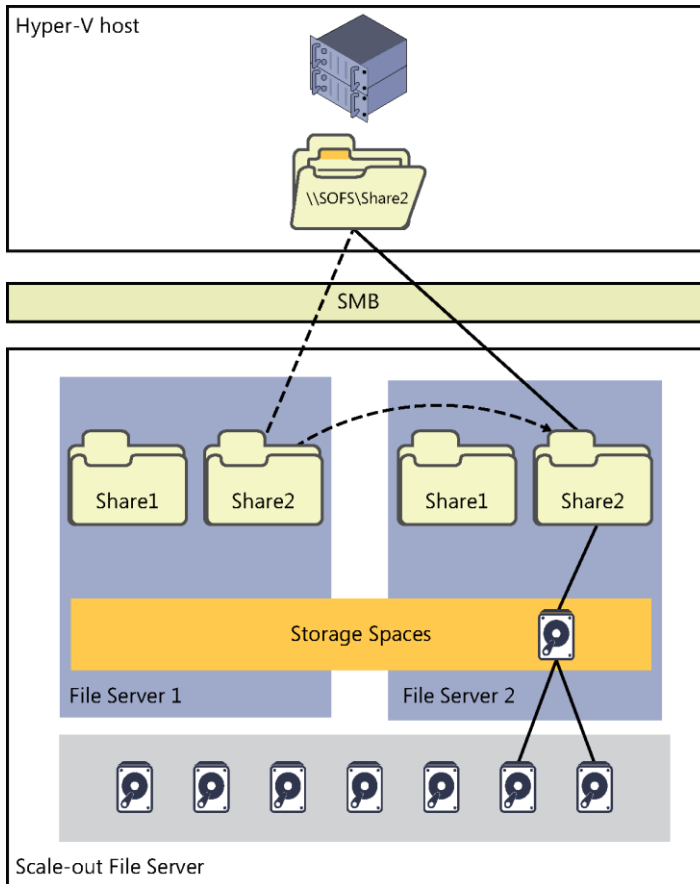 Hyper-V host
\\SOFS\Share2
SMB
Share1
Share2
Share1
Share2
Storage Spaces
File Server 1
File Server 2
Scale-out File Server